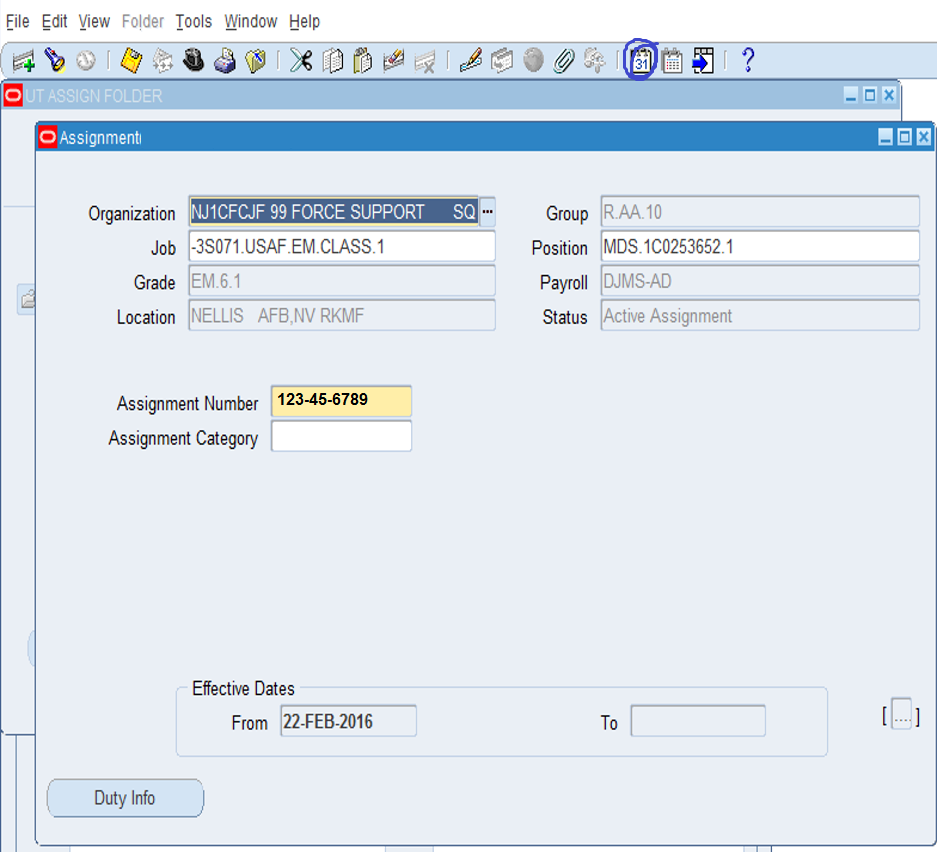 File Edit View Folder Tools Window Help
31 ?
UT ASSIGN FOLDER
Assignment(
Organization NJ1CFCJF 99 FORCE SUPPORT SQ ... Group R.AA.10
Job -3S071.USAF.EM.CLASS.1 Position MDS.1C0253652.1
Grade EM.6.1 Payroll DJMS-AD
Location NELLIS AFB,NV RKMF Status Active Assignment
Assignment Number 123-45-6789
Assignment Category
Effective Dates
From 22-FEB-2016 To [ .... ]
Duty Info